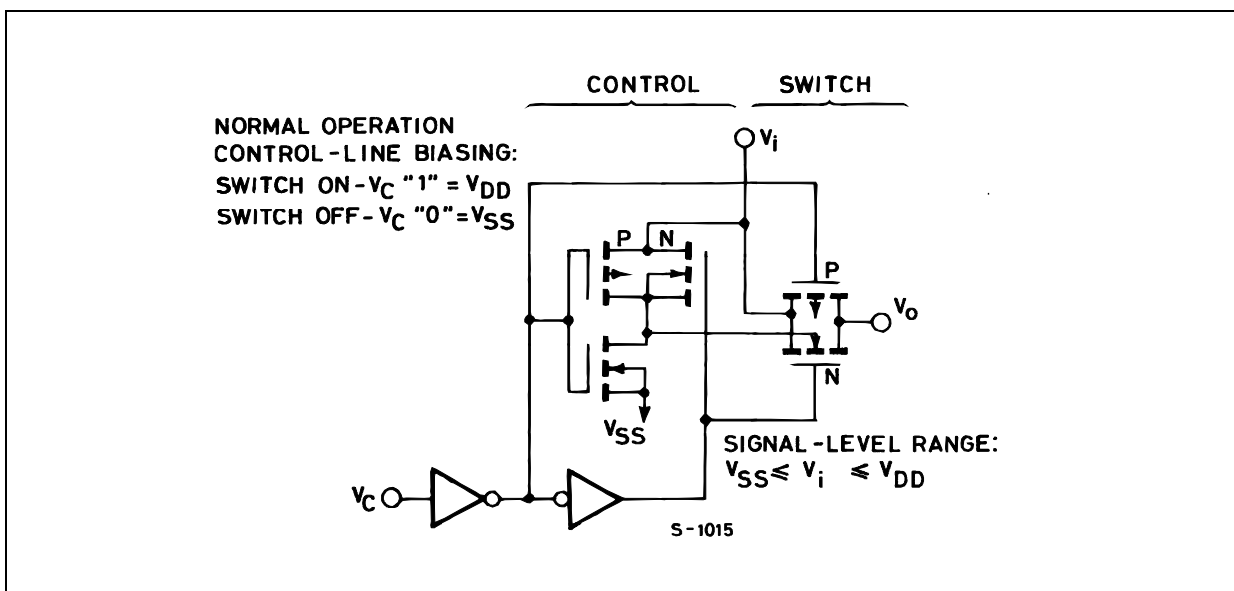 CONTROL SWITCH
NORMAL OPERATION
CONTROL-LINE BIASING:
SWITCH ON-VC "1" = VDD
SWITCH OFF-VC "0"=VSS
Vi
P N
P
Vo
N
VSS
SIGNAL-LEVEL RANGE:
VSS ≤ Vi ≤ VDD
VC
S-1015